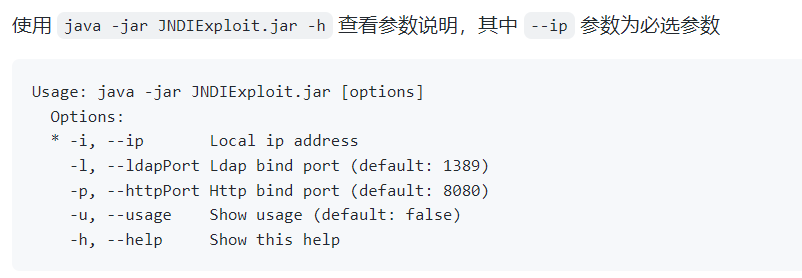 使用 java -jar JNDIExploit.jar -h 查看参数说明，其中 --ip 参数为必选参数
Usage: java -jar JNDIExploit.jar [options]
  Options:
  * -i, --ip       Local ip address
    -l, --ldapPort Ldap bind port (default: 1389)
    -p, --httpPort Http bind port (default: 8080)
    -u, --usage    Show usage (default: false)
    -h, --help     Show this help